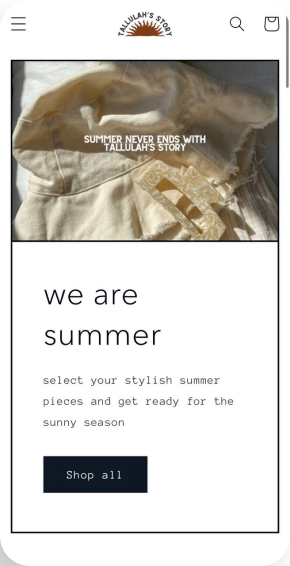 TALLULAH'S STORY
SUMMER NEVER ENDS WITH
TALLULAH'S STORY
we are
summer
select your stylish summer
pieces and get ready for the
sunny season
Shop all